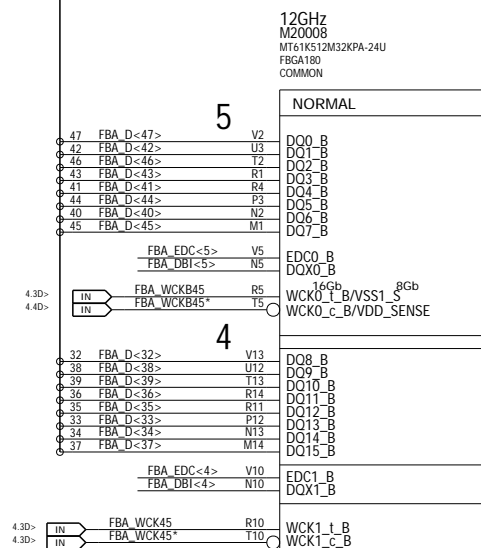 12GHz
M20008
MT61K512M32KPA-24U
FBGA180
COMMON
NORMAL
5
47 FBA_D<47> V2 DQ0_B
42 FBA_D<42> U3 DQ1_B
46 FBA_D<46> T2 DQ2_B
43 FBA_D<43> R1 DQ3_B
41 FBA_D<41> R4 DQ4_B
44 FBA_D<44> P3 DQ5_B
40 FBA_D<40> N2 DQ6_B
45 FBA_D<45> M1 DQ7_B
FBA_EDC<5> V5 EDC0_B
FBA_DBI<5> N5 DQX0_B
16Gb 8Gb
4.3D> IN FBA_WCKB45 R5 WCK0_t_B/VSS1_S
4.4D> IN FBA_WCKB45* T5 WCK0_c_B/VDD_SENSE
4
32 FBA_D<32> V13 DQ8_B
38 FBA_D<38> U12 DQ9_B
39 FBA_D<39> T13 DQ10_B
36 FBA_D<36> R14 DQ11_B
35 FBA_D<35> R11 DQ12_B
33 FBA_D<33> P12 DQ13_B
34 FBA_D<34> N13 DQ14_B
37 FBA_D<37> M14 DQ15_B
FBA_EDC<4> V10 EDC1_B
FBA_DBI<4> N10 DQX1_B
4.3D> IN FBA_WCK45 R10 WCK1_t_B
4.3D> IN FBA_WCK45* T10 WCK1_c_B